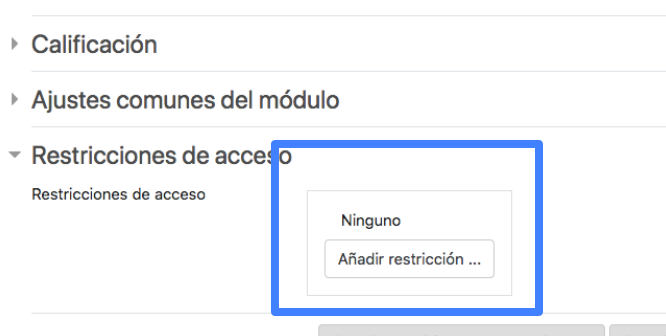 Calificación
Ajustes comunes del módulo
Restricciones de acceso
Restricciones de acceso
Ninguno
Añadir restricción ...